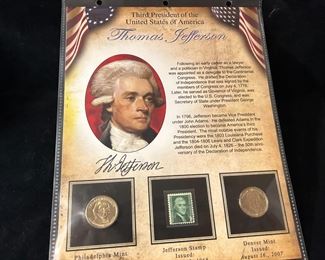 Third President of the
United States of America
Thomas Jefferson
Following an early career as a lawyer
and a politician in Virginia, Thomas Jefferson
was appointed as a delegate to the Continental
Congress. He drafted the Declaration
of Independence that was signed by the
members of Congress on July 4, 1776.
Later, he served as Governor of Virginia, was
elected to the U.S. Congress, and was
Secretary of State under President George
Washington.
In 1796, Jefferson became Vice President
under John Adams. He defeated Adams in the
1800 election to become America's third
President. The most notable events of
his Presidency were the 1803 Louisiana Purchase
and the 1804-1806 Lewis and Clark Expedition.
Jefferson died on July 4, 1826 - the 50th
anniversary of the Declaration of Independence.
Th Jefferson
Philadelphia Mint
Jefferson Stamp
Issued:
Denver Mint
Issued:
August 16, 2007